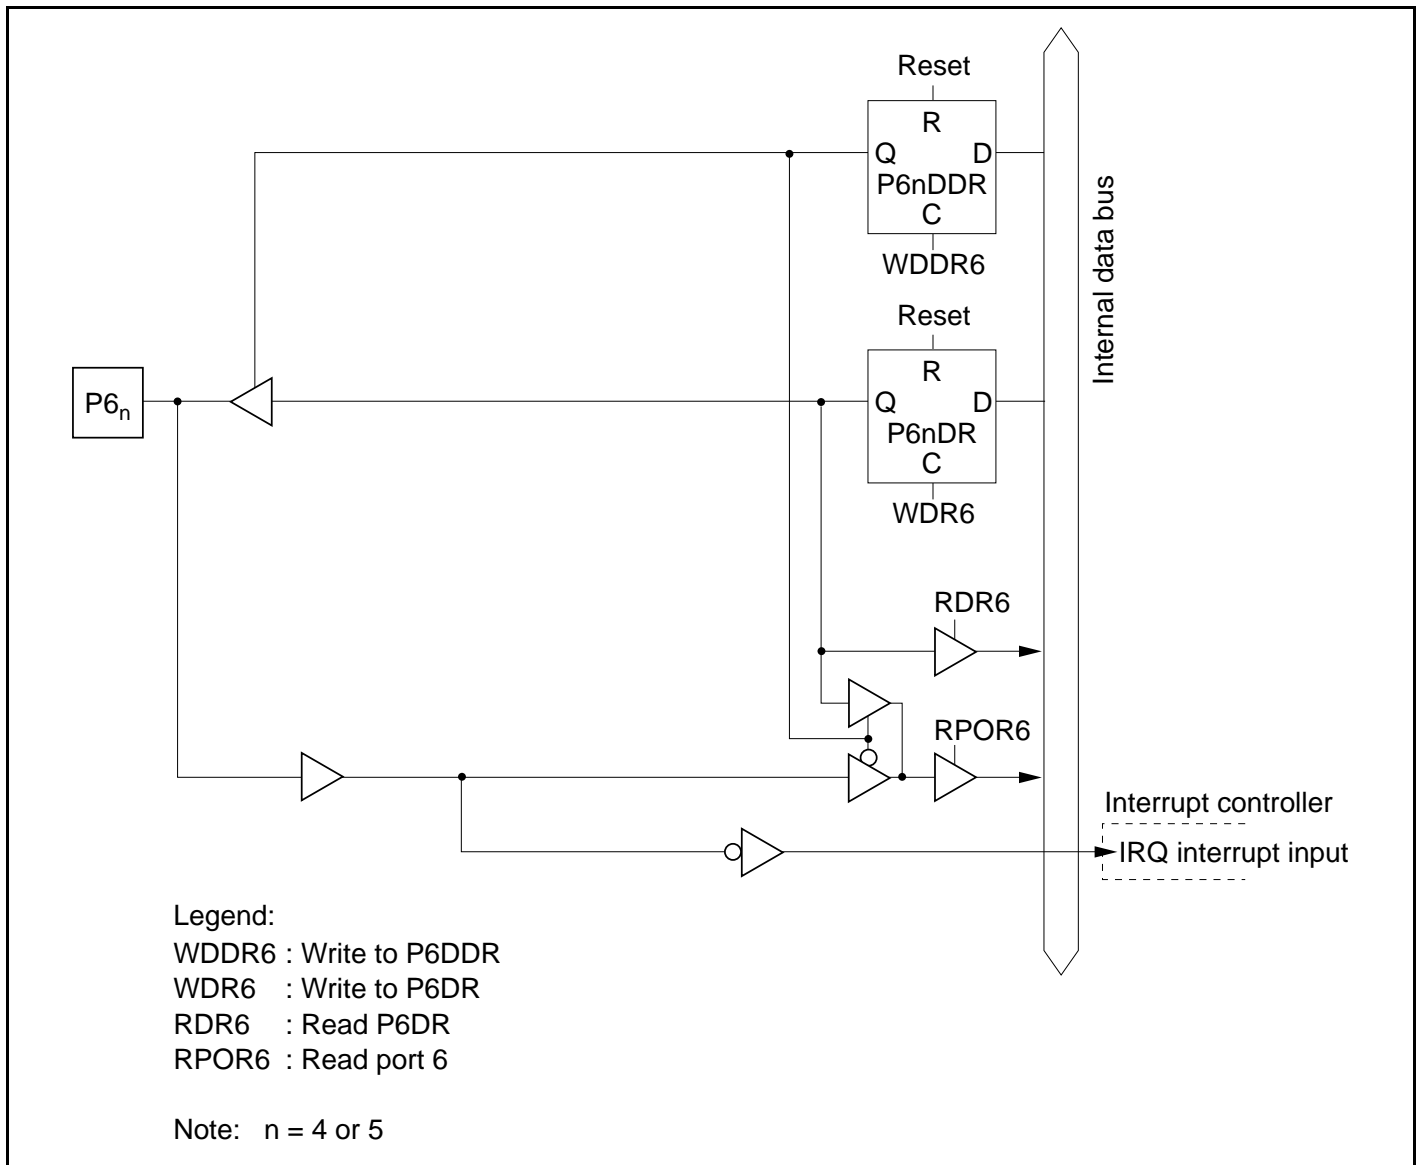 Reset
R
Q D
P6nDDR
C
WDDR6
Internal data bus
Reset
R
P6n
Q D
P6nDR
C
WDR6
RDR6
RPOR6
Interrupt controller
IRQ interrupt input
Legend:
WDDR6 : Write to P6DDR
WDR6 : Write to P6DR
RDR6 : Read P6DR
RPOR6 : Read port 6
Note: n = 4 or 5